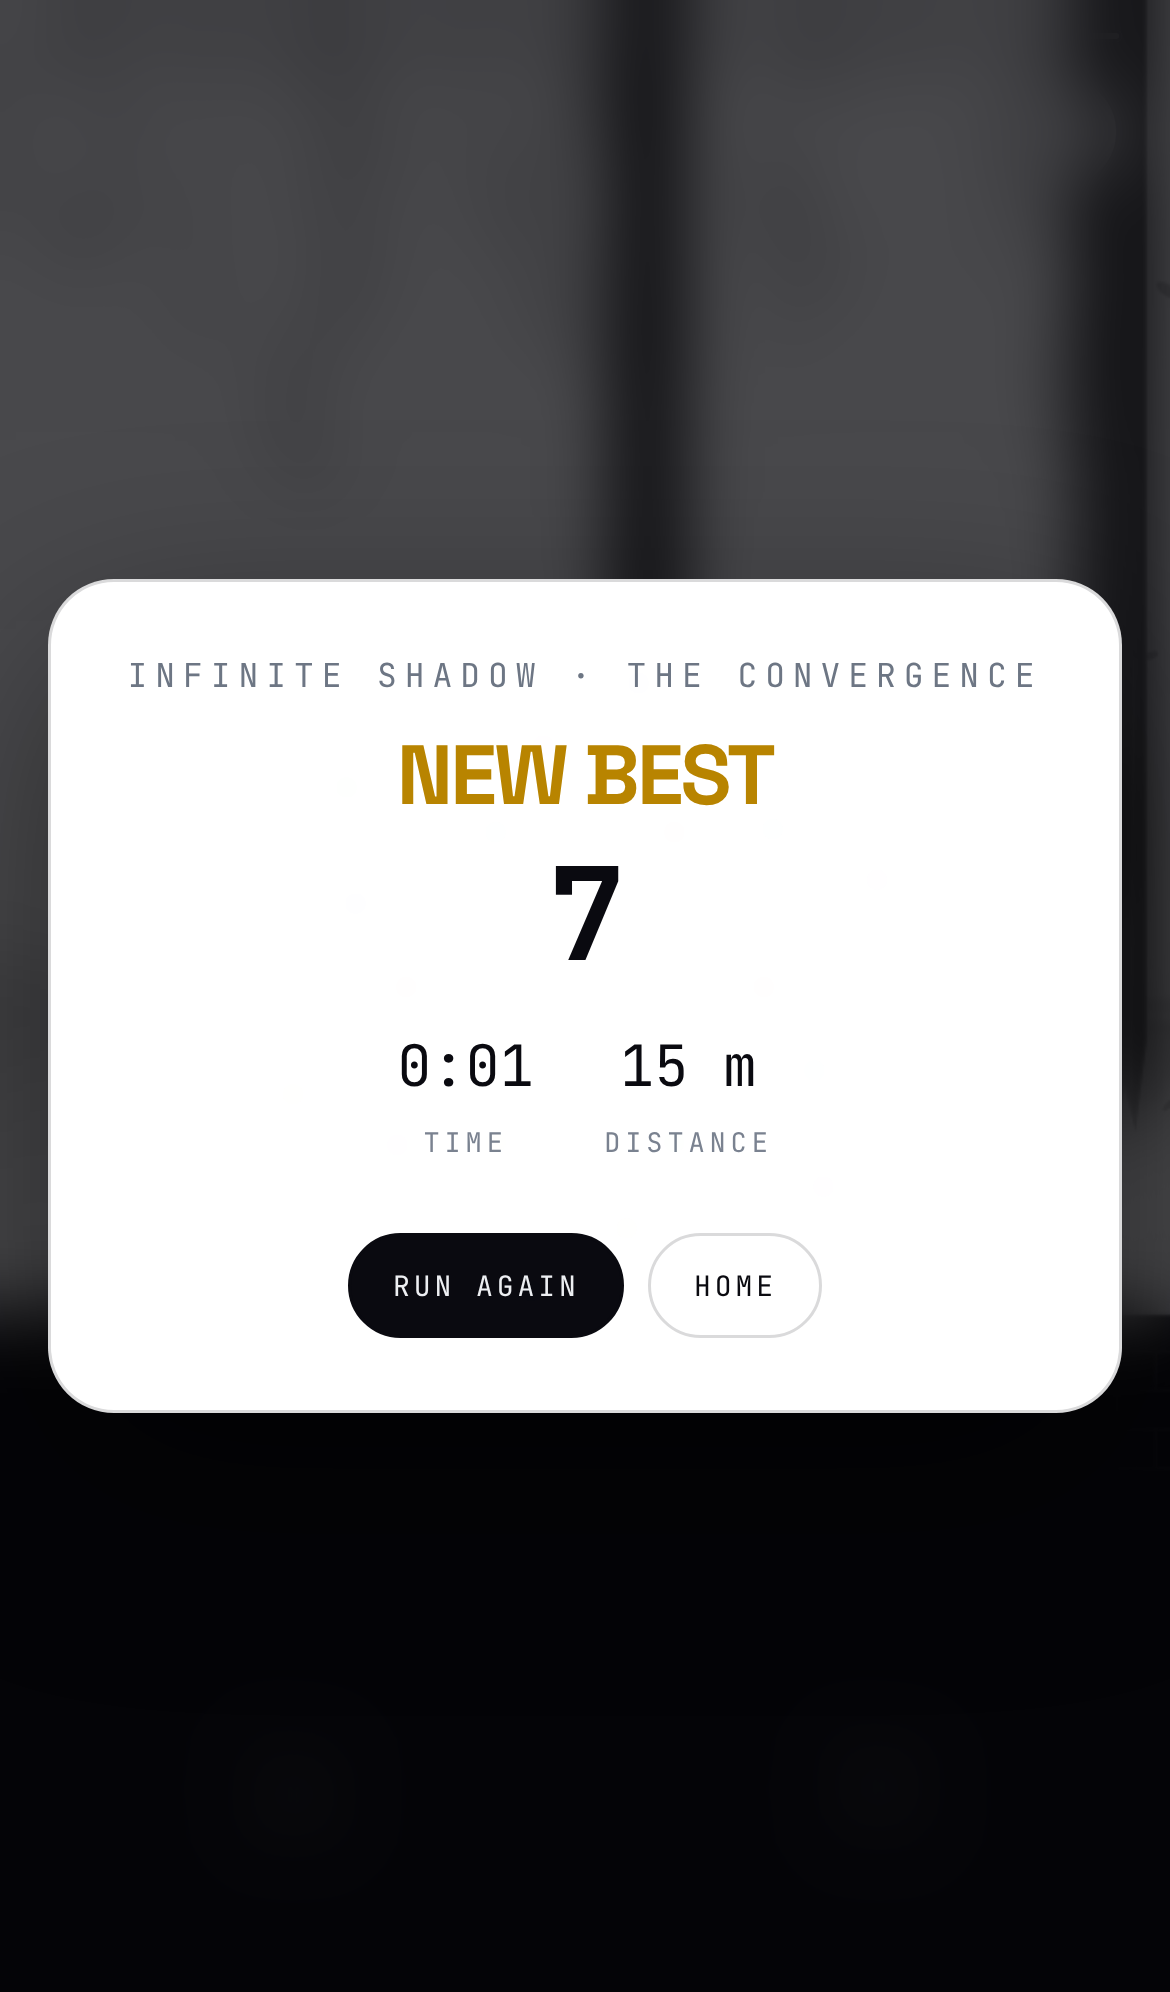 INFINITE SHADOW · THE CONVERGENCE
NEW BEST
7
0:01 15 m
TIME DISTANCE
RUN AGAIN HOME